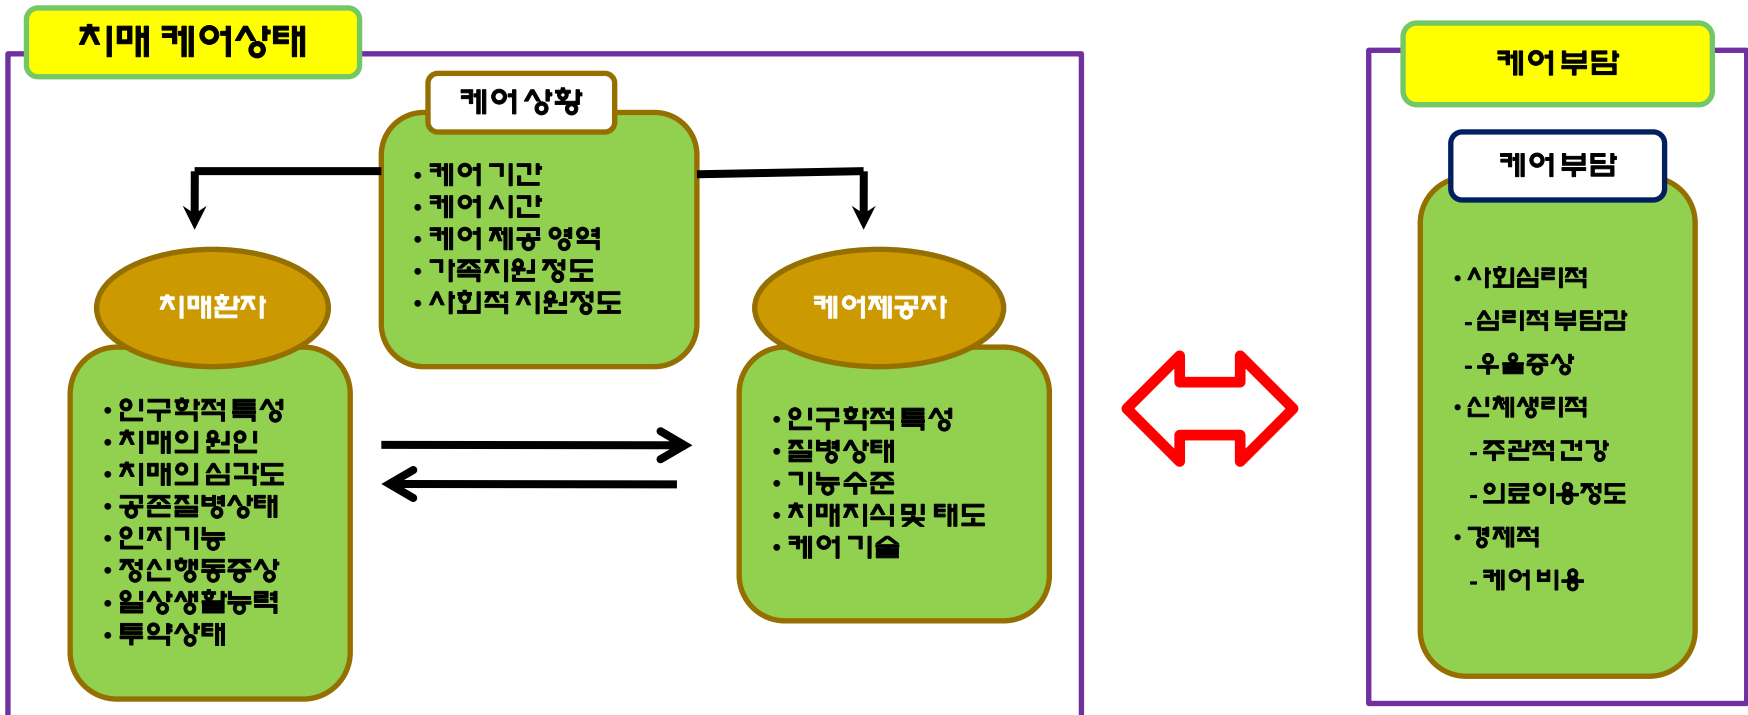 치매 케어상태
케어 상황
• 케어 기간
• 케어 시간
• 케어 제공 영역
• 가족지원 정도
• 사회적 지원정도
치매환자
• 인구학적 특성
• 치매의 원인
• 치매의 심각도
• 공존질병상태
• 인지기능
• 정신행동증상
• 일상생활능력
• 투약상태
케어제공자
• 인구학적 특성
• 질병상태
• 기능수준
• 치매지식 및 태도
• 케어 기술
케어 부담
케어 부담
• 사회심리적
- 심리적 부담감
- 우울증상
• 신체생리적
- 주관적 건강
- 의료이용정도
• 경제적
- 케어 비용